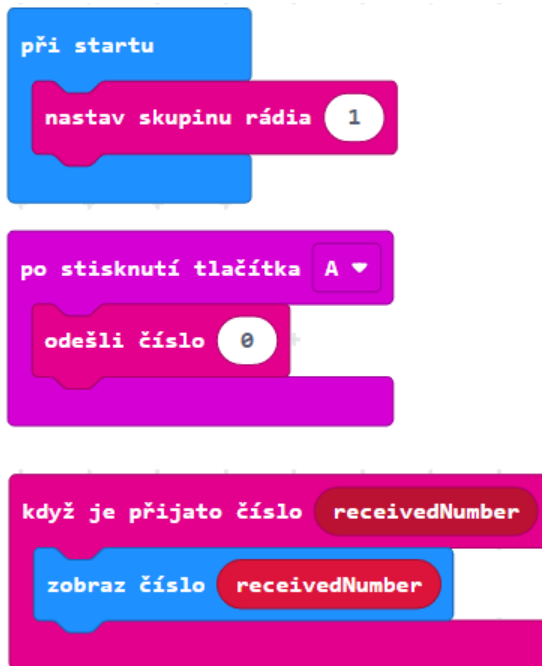 při startu
nastav skupinu rádia 1
po stisknutí tlačítka A
odešli číslo 0
když je přijato číslo receivedNumber
zobraz číslo receivedNumber